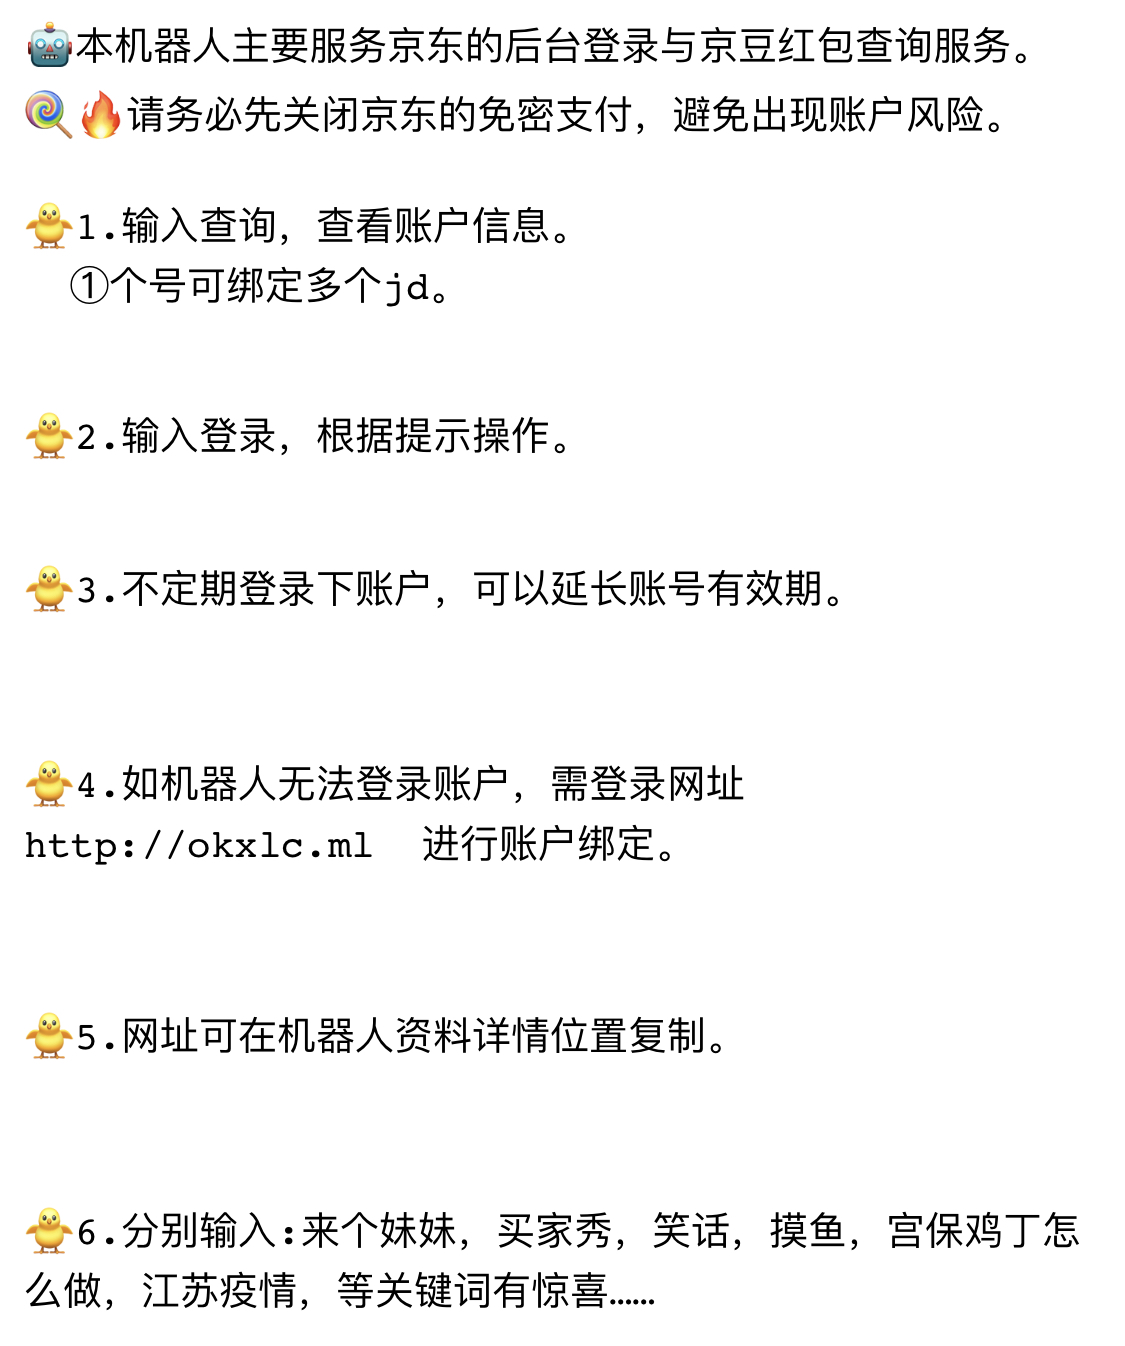 🤖本机器人主要服务京东的后台登录与京豆红包查询服务。
🍭🔥请务必先关闭京东的免密支付，避免出现账户风险。
🐥1.输入查询，查看账户信息。
①个号可绑定多个jd。
🐥2.输入登录，根据提示操作。
🐥3.不定期登录下账户，可以延长账号有效期。
🐥4.如机器人无法登录账户，需登录网址
http://okxlc.ml 进行账户绑定。
🐥5.网址可在机器人资料详情位置复制。
🐥6.分别输入:来个妹妹，买家秀，笑话，摸鱼，宫保鸡丁怎
么做，江苏疫情，等关键词有惊喜……